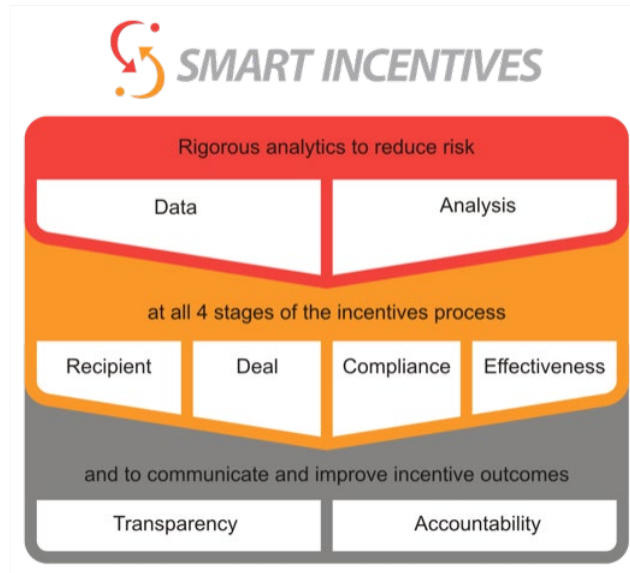 SMART INCENTIVES
Rigorous analytics to reduce risk
Data
Analysis
at all 4 stages of the incentives process
Recipient
Deal
Compliance
Effectiveness
and to communicate and improve incentive outcomes
Transparency
Accountability